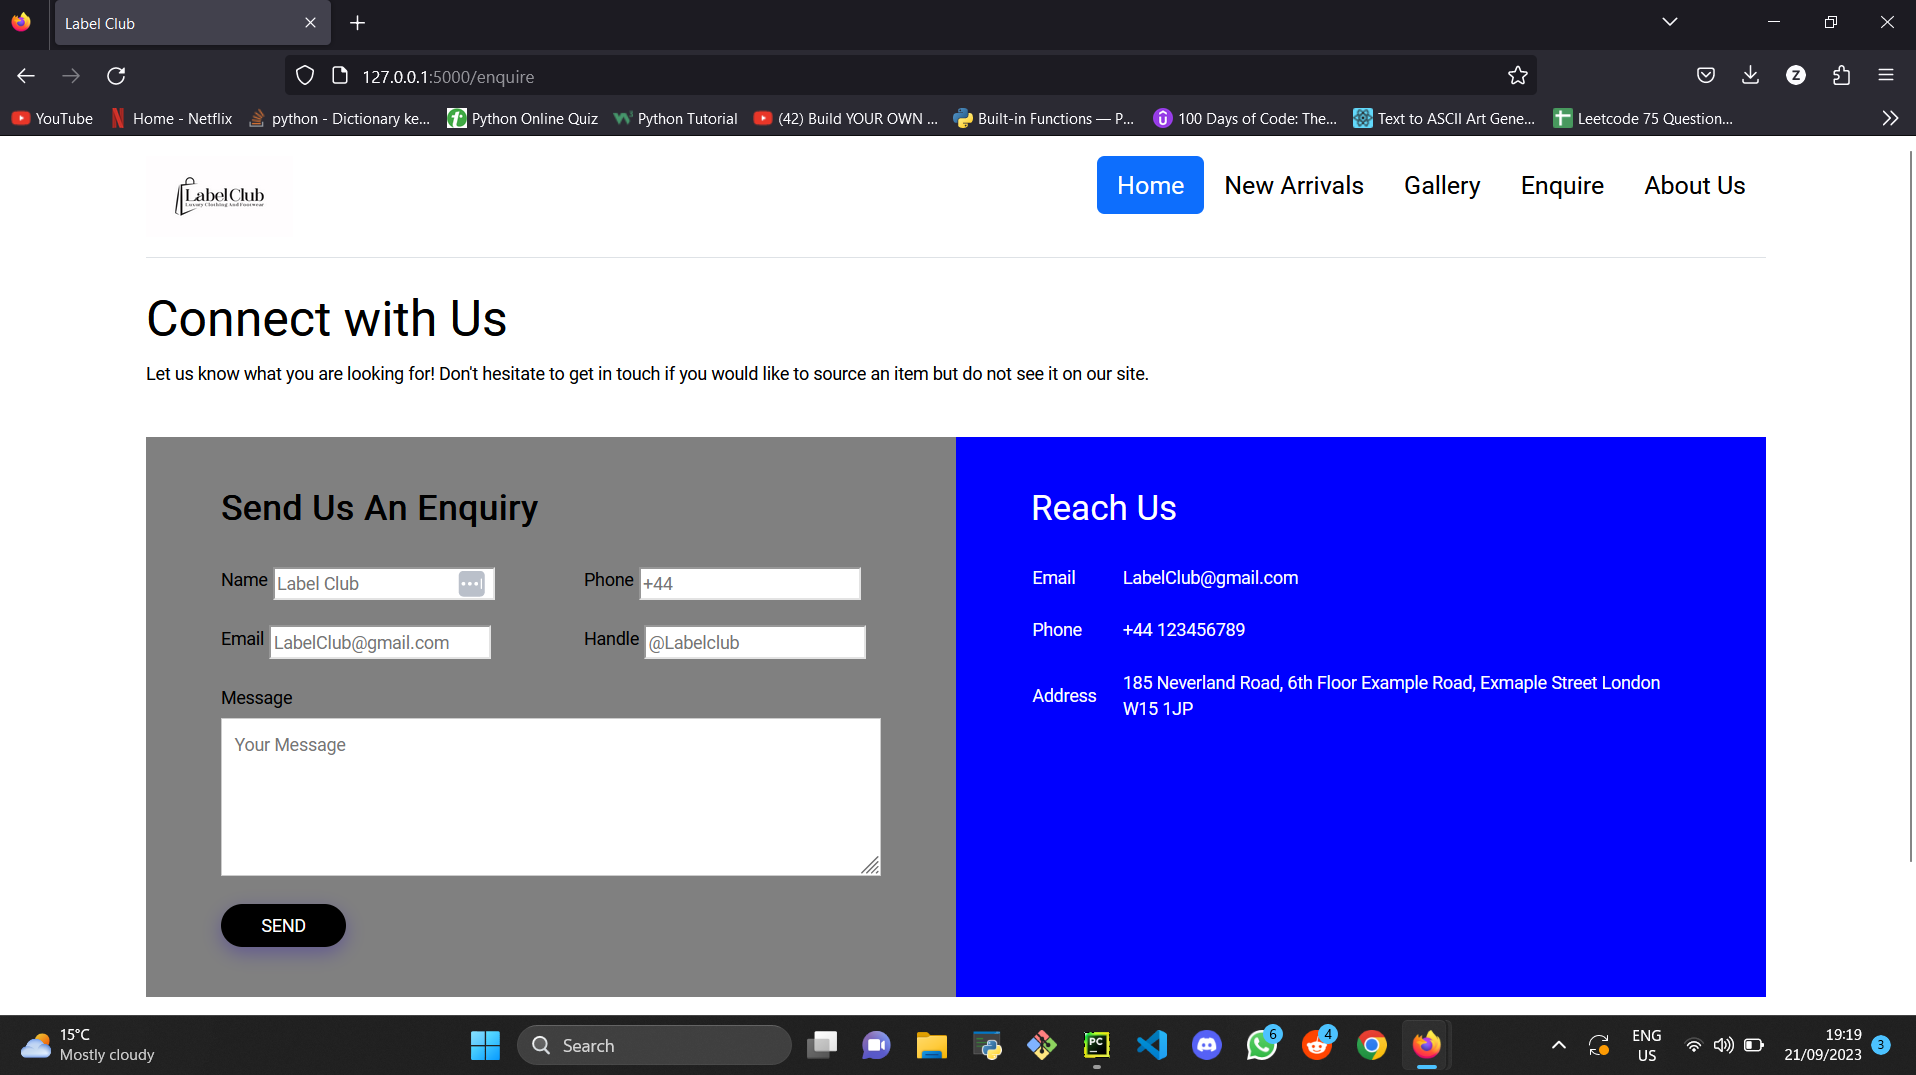 Label Club
127.0.0.1:5000/enquire
YouTube
Home - Netflix
python - Dictionary ke...
Python Online Quiz
Python Tutorial
(42) Build YOUR OWN ...
Built-in Functions — P...
100 Days of Code: The...
Text to ASCII Art Gene...
Leetcode 75 Question...
LabelClub
Luxury Clothing And Footwear
Home
New Arrivals
Gallery
Enquire
About Us
Connect with Us
Let us know what you are looking for! Don't hesitate to get in touch if you would like to source an item but do not see it on our site.
Send Us An Enquiry
Name
Label Club
Phone
+44
Email
LabelClub@gmail.com
Handle
@Labelclub
Message
Your Message
SEND
Reach Us
Email
LabelClub@gmail.com
Phone
+44 123456789
Address
185 Neverland Road, 6th Floor Example Road, Exmaple Street London
W15 1JP
15°C
Mostly cloudy
Search
PC
6
4
ENG
US
19:19
21/09/2023
3